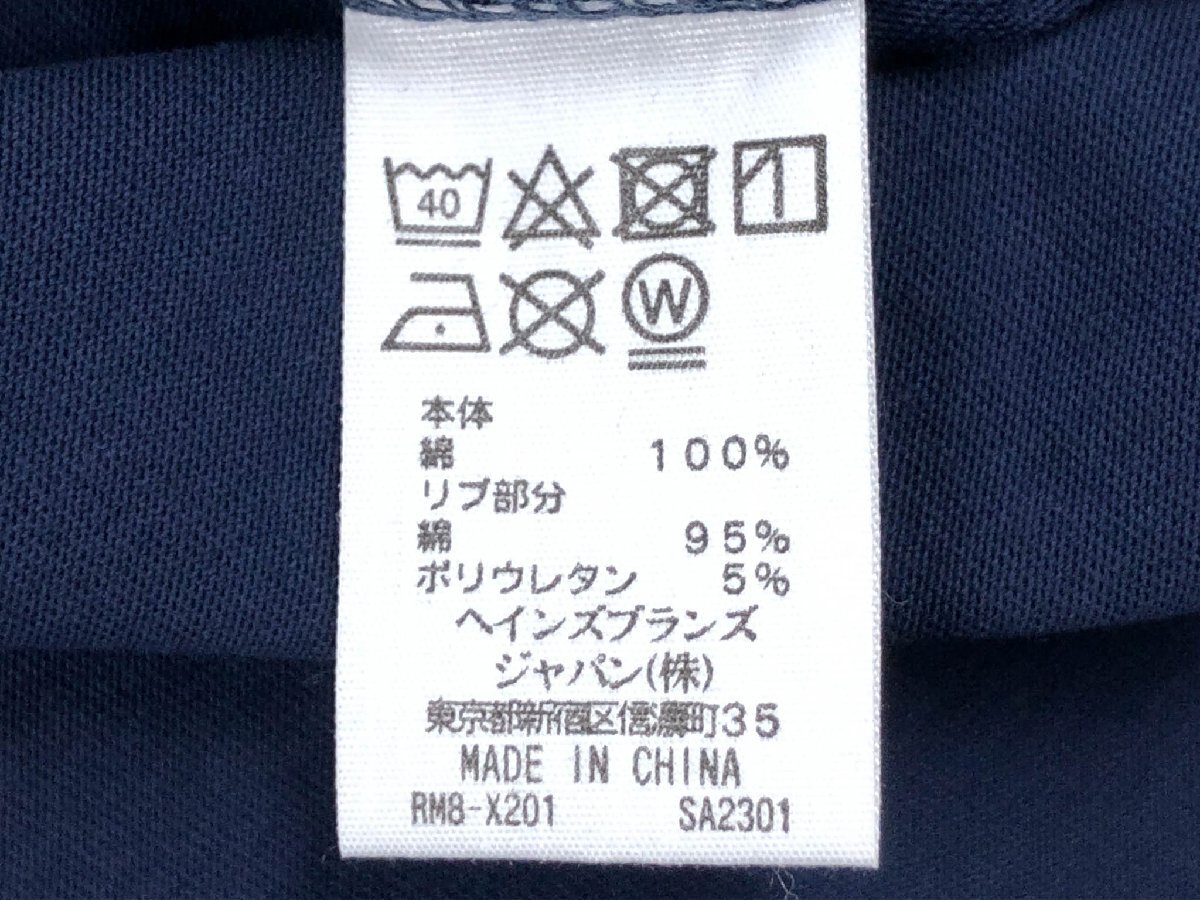 40
W
本体
綿 100%
リブ部分
綿 95%
ポリウレタン 5%
ヘインズブランズ
ジャパン(株)
東京都新宿区信濃町35
MADE IN CHINA
RM8-X201 SA2301